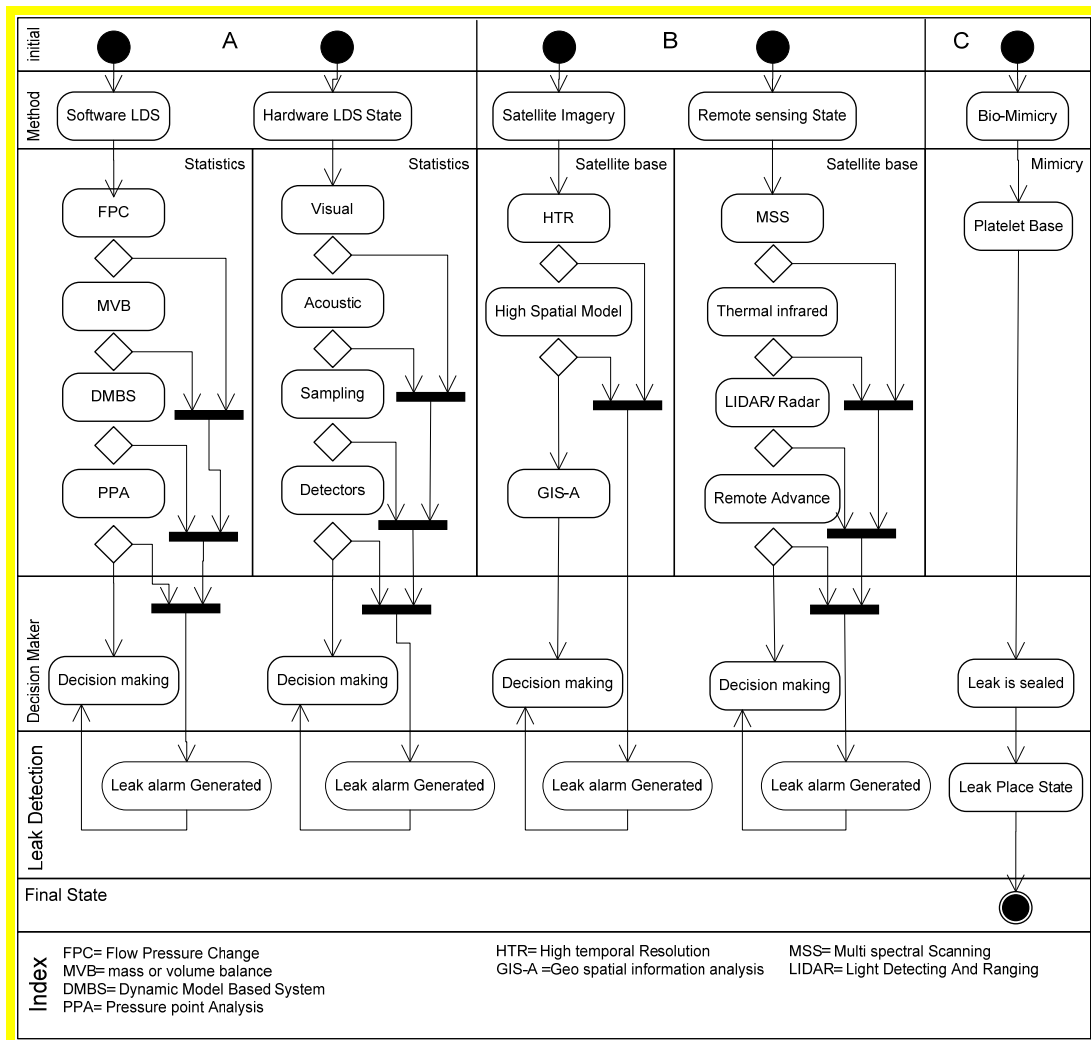 initial
A
B
C
Method
Software LDS
Hardware LDS State
Satellite Imagery
Remote sensing State
Bio-Mimicry
Statistics
Statistics
Satellite base
Satellite base
Mimicry
FPC
Visual
HTR
MSS
Platelet Base
MVB
Acoustic
High Spatial Model
Thermal infrared
DMBS
Sampling
LIDAR/ Radar
PPA
Detectors
GIS-A
Remote Advance
Decision Maker
Decision making
Decision making
Decision making
Decision making
Leak is sealed
Leak Detection
Leak alarm Generated
Leak alarm Generated
Leak alarm Generated
Leak alarm Generated
Leak Place State
Final State
Index
FPC= Flow Pressure Change
MVB= mass or volume balance
DMBS= Dynamic Model Based System
PPA= Pressure point Analysis
HTR= High temporal Resolution
GIS-A =Geo spatial information analysis
MSS= Multi spectral Scanning
LIDAR= Light Detecting And Ranging